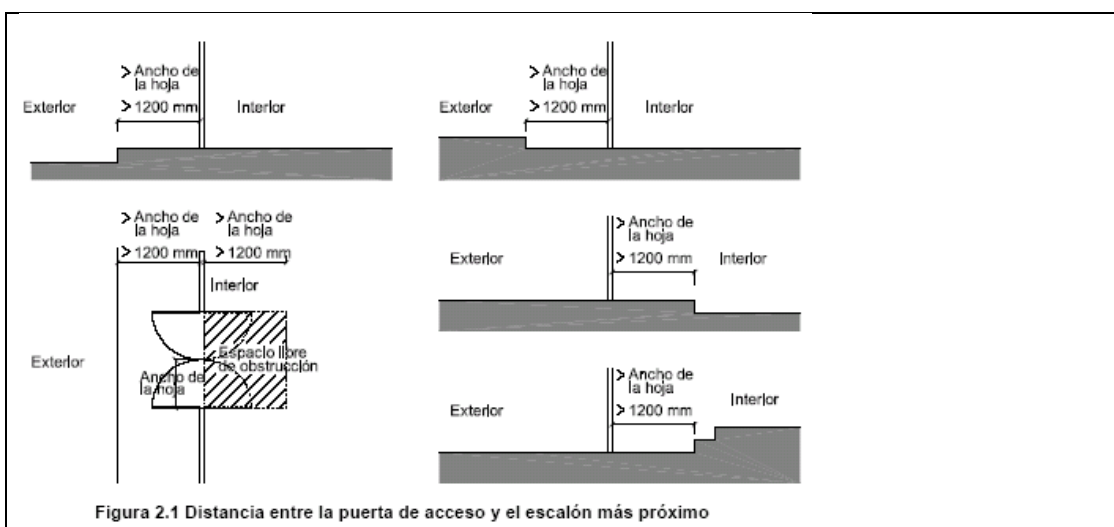 > Ancho de
la hoja
Exterior
> 1200 mm
Interior
> Ancho de
la hoja
Exterior
> 1200 mm
Interior
> Ancho de
la hoja
> 1200 mm
> Ancho de
la hoja
> 1200 mm
Interior
Exterior
Espacio libre
de obstrucción
Ancho de
la hoja
> Ancho de
la hoja
Exterior
> 1200 mm
Interior
> Ancho de
la hoja
Exterior
> 1200 mm
Interior
Figura 2.1 Distancia entre la puerta de acceso y el escalón más próximo